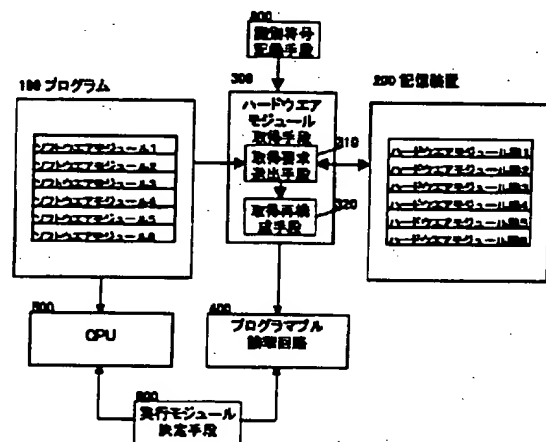 識別符号
記憶手段
100 プログラム
300
200 記憶装置
ハードウエア
モジュール
取得手段
310
取得要求
送出手段
320
取得再構
成手段
ソフトウエアモジュール1
ソフトウエアモジュール2
ソフトウエアモジュール3
ソフトウエアモジュール4
ソフトウエアモジュール5
ソフトウエアモジュール6
ハードウエアモジュール群1
ハードウエアモジュール群2
ハードウエアモジュール群3
ハードウエアモジュール群4
ハードウエアモジュール群5
ハードウエアモジュール群6
CPU
400
プログラマブル
論理回路
実行モジュール
決定手段